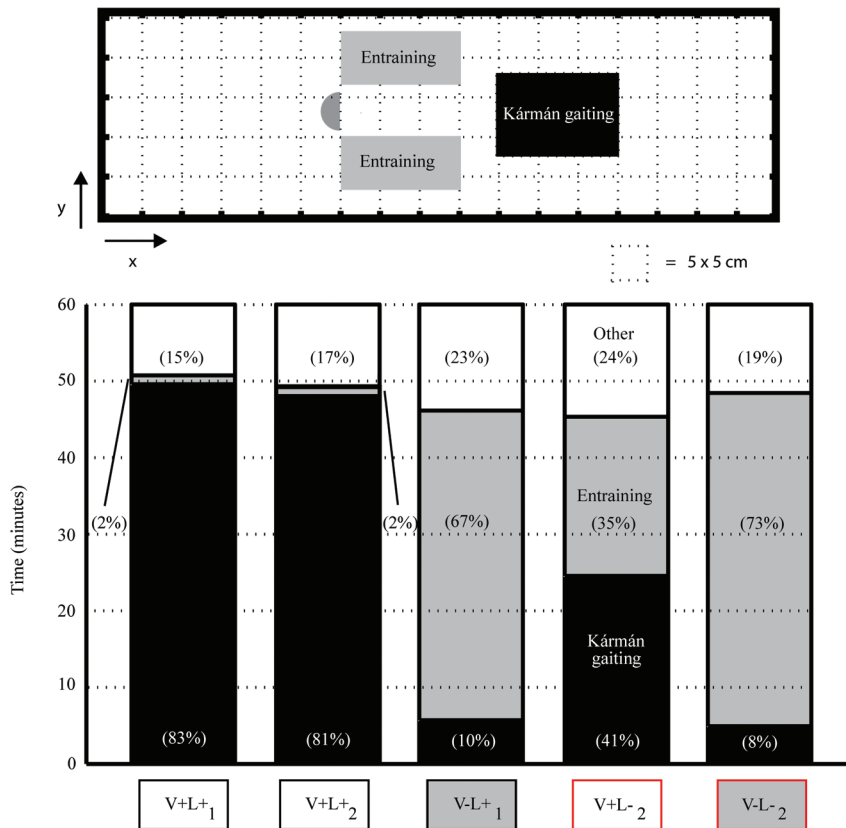 Entraining
Kármán gaiting
Entraining
y
x
= 5 x 5 cm
60
50
40
30
20
10
0
Time (minutes)
(15%)
(17%)
(23%)
Other
(24%)
(19%)
(2%)
(2%)
(67%)
Entraining
(35%)
(73%)
Kármán
gaiting
(83%)
(81%)
(10%)
(41%)
(8%)
V+L+1
V+L+2
V-L+1
V+L-2
V-L-2